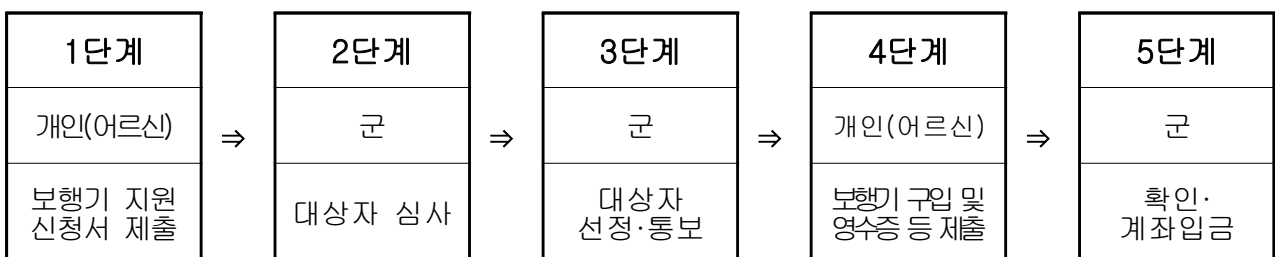 1단계
개인(어르신)
보행기 지원
신청서 제출
⇒
2단계
군
대상자 심사
⇒
3단계
군
대상자
선정·통보
⇒
4단계
개인(어르신)
보행기 구입 및
영수증 등 제출
⇒
5단계
군
확인·
계좌입금